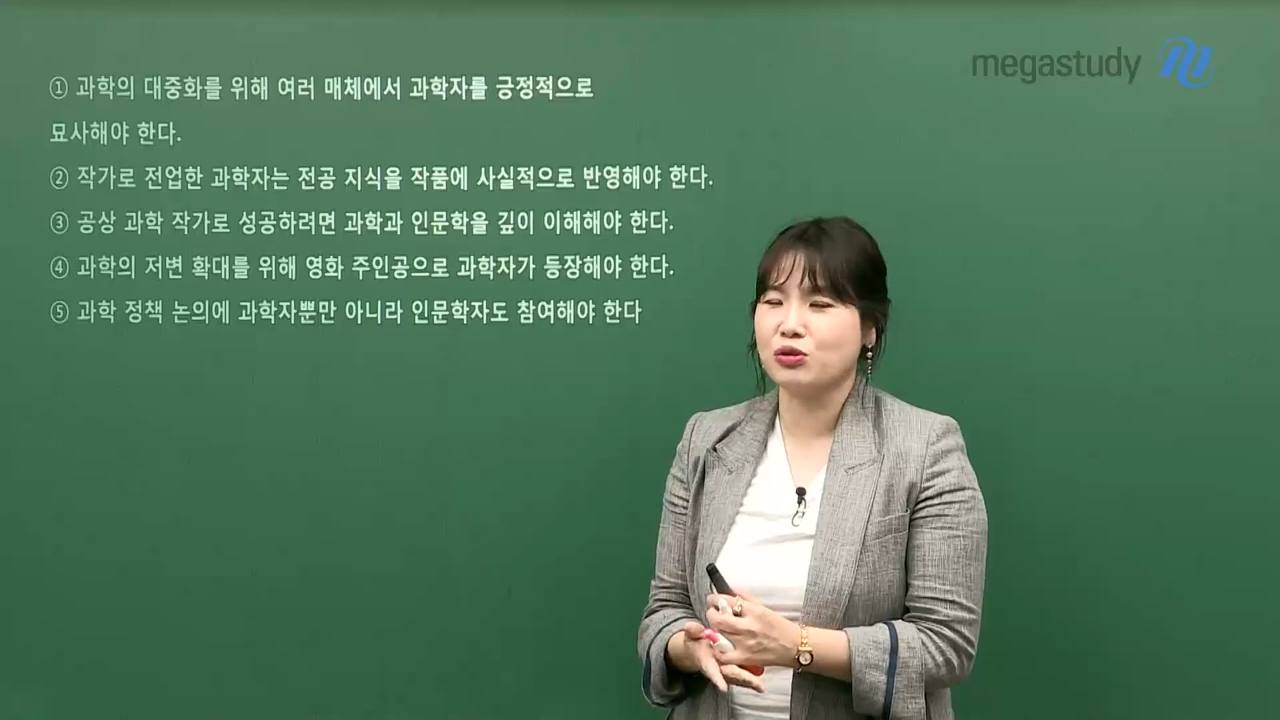 megastudy
① 과학의 대중화를 위해 여러 매체에서 과학자를 긍정적으로
묘사해야 한다.
② 작가로 전업한 과학자는 전공 지식을 작품에 사실적으로 반영해야 한다.
③ 공상 과학 작가로 성공하려면 과학과 인문학을 깊이 이해해야 한다.
④ 과학의 저변 확대를 위해 영화 주인공으로 과학자가 등장해야 한다.
⑤ 과학 정책 논의에 과학자뿐만 아니라 인문학자도 참여해야 한다